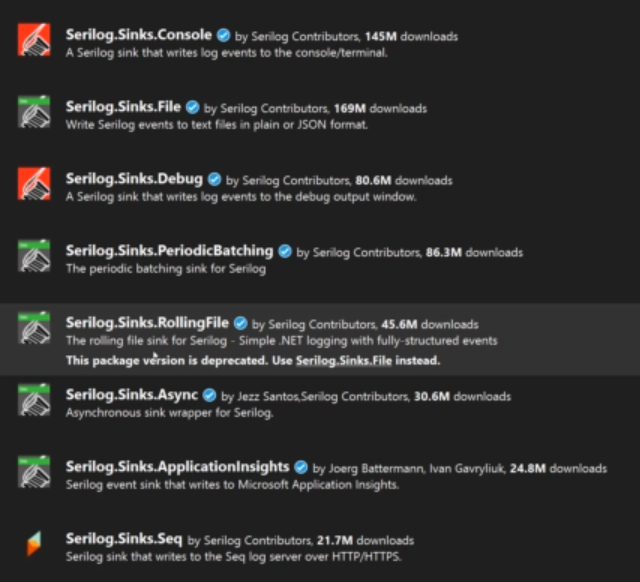 Serilog.Sinks.Console by Serilog Contributors, 145M downloads
A Serilog sink that writes log events to the console/terminal.
Serilog.Sinks.File by Serilog Contributors, 169M downloads
Write Serilog events to text files in plain or JSON format.
Serilog.Sinks.Debug by Serilog Contributors, 80.6M downloads
A Serilog sink that writes log events to the debug output window.
Serilog.Sinks.PeriodicBatching by Serilog Contributors, 86.3M downloads
The periodic batching sink for Serilog
Serilog.Sinks.RollingFile by Serilog Contributors, 45.6M downloads
The rolling file sink for Serilog - Simple .NET logging with fully-structured events
This package version is deprecated. Use Serilog.Sinks.File instead.
Serilog.Sinks.Async by Jezz Santos,Serilog Contributors, 30.6M downloads
Asynchronous sink wrapper for Serilog.
Serilog.Sinks.ApplicationInsights by Joerg Battermann, Ivan Gavryliuk, 24.8M downloads
Serilog event sink that writes to Microsoft Application Insights.
Serilog.Sinks.Seq by Serilog Contributors, 21.7M downloads
Serilog sink that writes to the Seq log server over HTTP/HTTPS.